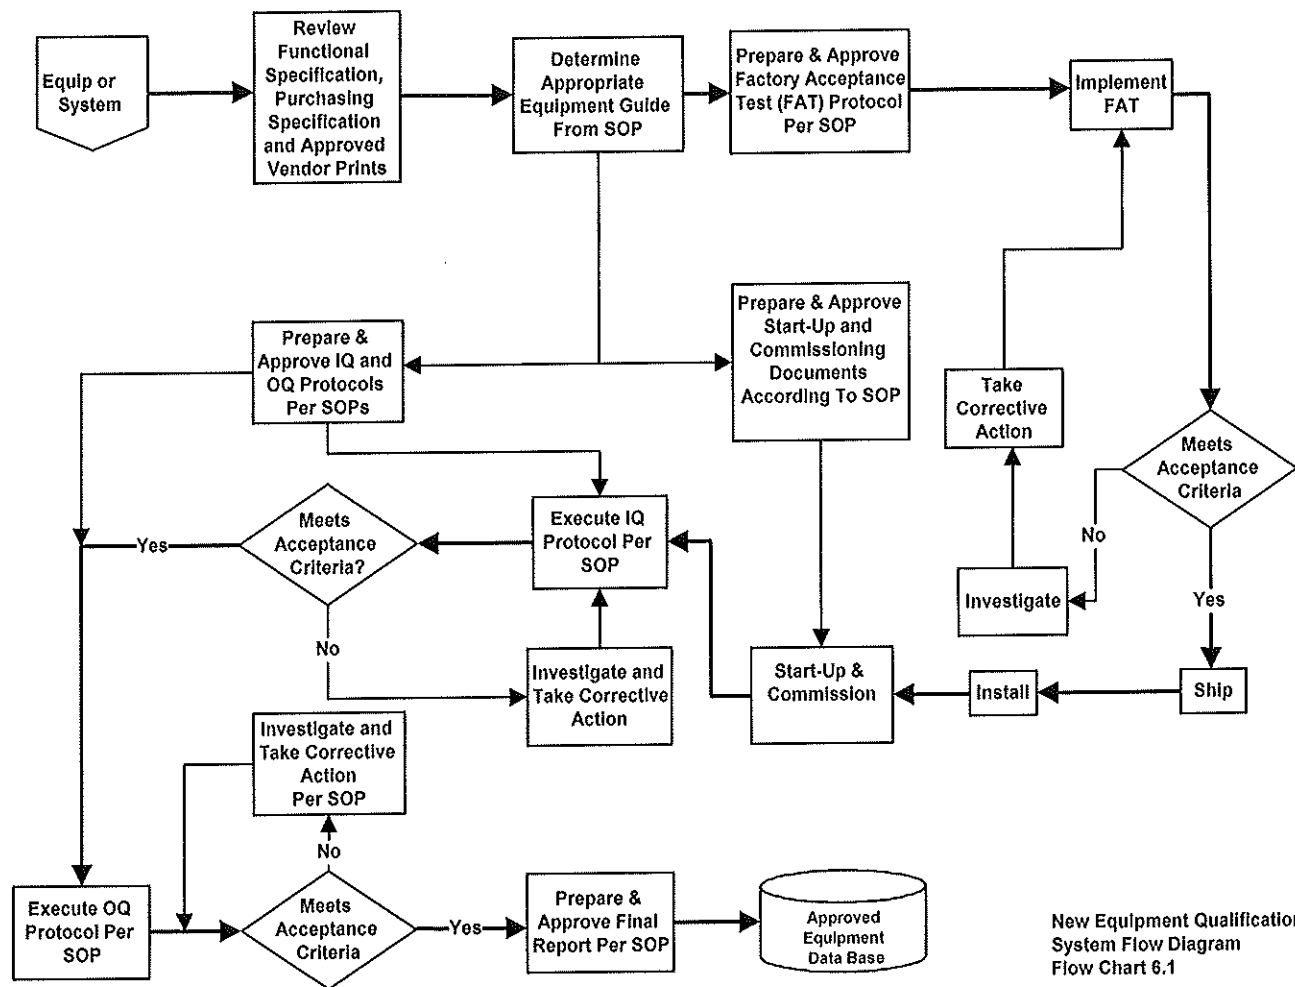 Equip or
System
Review
Functional
Specification,
Purchasing
Specification
and Approved
Vendor Prints
Determine
Appropriate
Equipment Guide
From SOP
Prepare & Approve
Factory Acceptance
Test (FAT) Protocol
Per SOP
Implement
FAT
Prepare &
Approve IQ and
OQ Protocols
Per SOPs
Prepare & Approve
Start-Up and
Commissioning
Documents
According To SOP
Take
Corrective
Action
Meets
Acceptance
Criteria
No
Yes
Investigate
Ship
Install
Start-Up &
Commission
Execute IQ
Protocol Per
SOP
Meets
Acceptance
Criteria?
Yes
No
Investigate and
Take Corrective
Action
Investigate and
Take Corrective
Action
Per SOP
No
Execute OQ
Protocol Per
SOP
Meets
Acceptance
Criteria
Yes
Prepare &
Approve Final
Report Per SOP
Approved
Equipment
Data Base
New Equipment Qualification
System Flow Diagram
Flow Chart 6.1